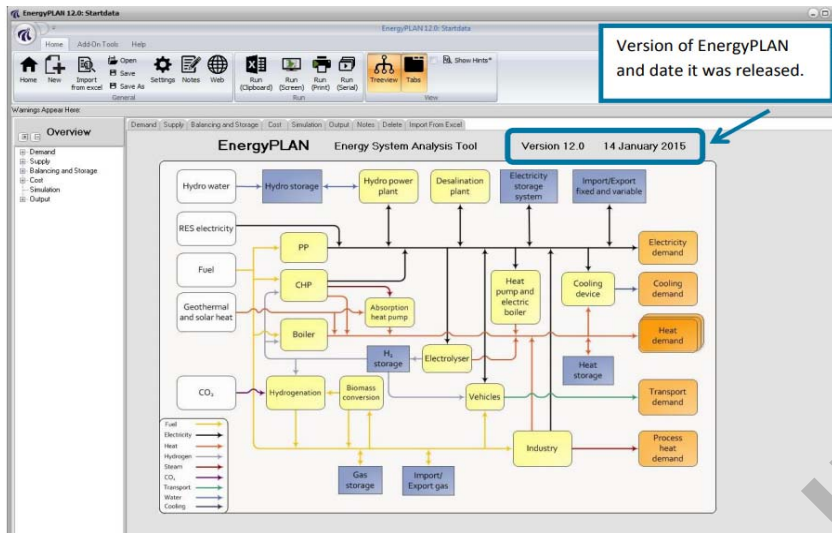 EnergyPLAN 12.0: Startdata
EnergyPLAN 12.0: Startdata
Home Add-On Tools Help
Home
New
Import
from excel
Open
Save
Save As
Settings
Notes
Web
General
Run
(Clipboard)
Run
(Screen)
Run
(Print)
Run
(Serial)
Run
Treeview
Tabs
Show Hints*
View
Version of EnergyPLAN
and date it was released.
Warnings Appear Here:
Overview
Demand
Supply
Balancing and Storage
Cost
Simulation
Output
Demand Supply Balancing and Storage Cost Simulation Output Notes Delete Import From Excel
EnergyPLAN Energy System Analysis Tool Version 12.0 14 January 2015
Hydro water
Hydro storage
Hydro power
plant
Desalination
plant
Electricity
storage
system
Import/Export
fixed and variable
RES electricity
PP
Electricity
demand
Fuel
CHP
Heat
pump and
electric
boiler
Cooling
device
Cooling
demand
Geothermal
and solar heat
Absorption
heat pump
Boiler
Heat
demand
H₂
storage
Electrolyser
Heat
storage
CO₂
Hydrogenation
Biomass
conversion
Vehicles
Transport
demand
Fuel
Electricity
Heat
Hydrogen
Steam
CO₂
Transport
Water
Cooling
Industry
Process
heat
demand
Gas
storage
Import/
Export gas